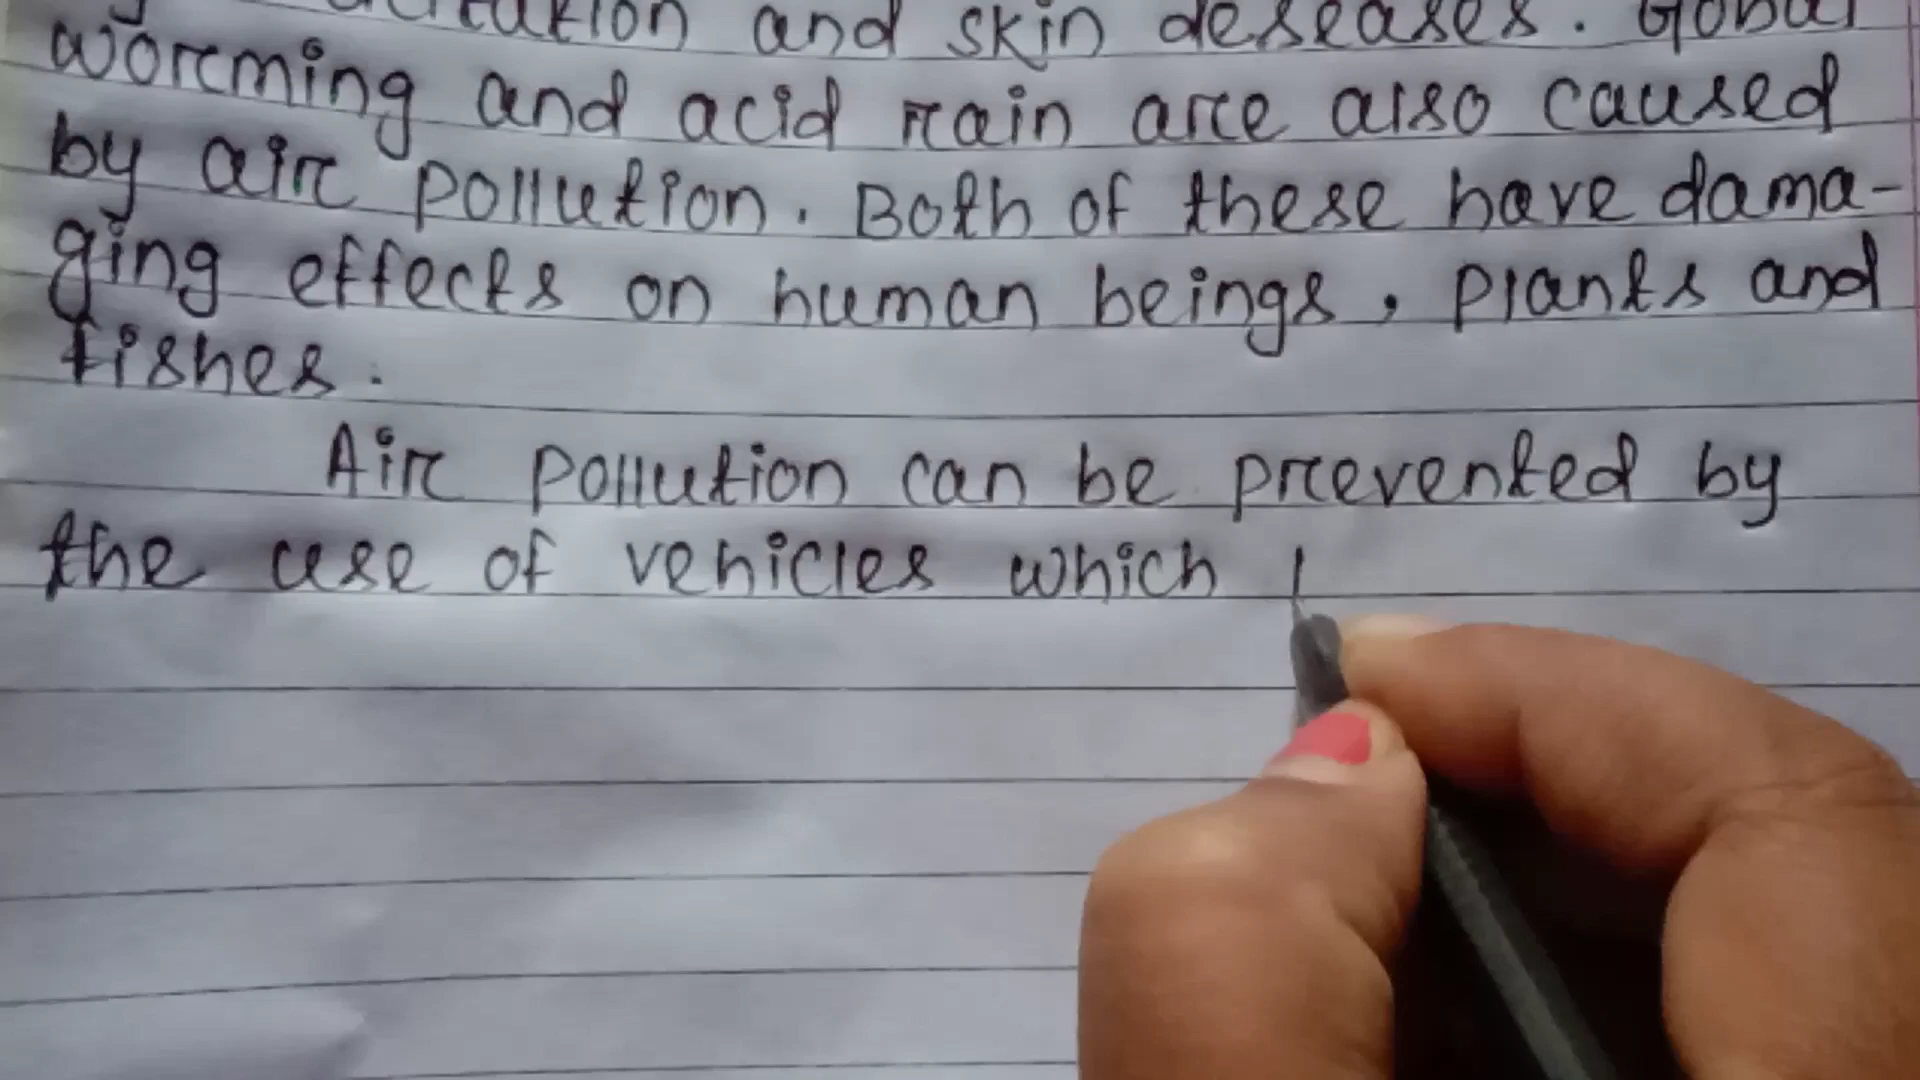 and skin deseases. Global
worming and acid rain are also caused
by air pollution. Both of these have dama-
ging effects on human beings, plants and
fishes.
Air pollution can be prevented by
the use of vehicles which